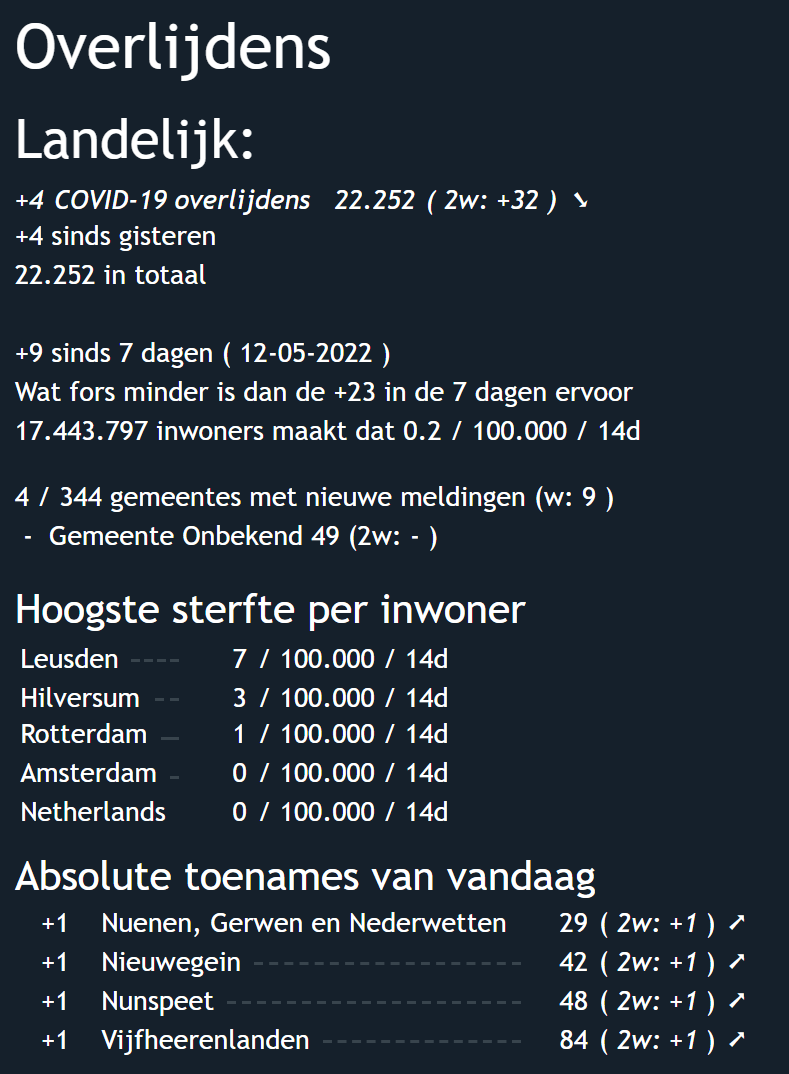 Overlijdens
Landelijk:
+4 COVID-19 overlijdens 22.252 ( 2w: +32 ) ➘
+4 sinds gisteren
22.252 in totaal
+9 sinds 7 dagen ( 12-05-2022 )
Wat fors minder is dan de +23 in de 7 dagen ervoor
17.443.797 inwoners maakt dat 0.2 / 100.000 / 14d
4 / 344 gemeentes met nieuwe meldingen (w: 9 )
- Gemeente Onbekend 49 (2w: - )
Hoogste sterfte per inwoner
Leusden ---- 7 / 100.000 / 14d
Hilversum -- 3 / 100.000 / 14d
Rotterdam — 1 / 100.000 / 14d
Amsterdam - 0 / 100.000 / 14d
Netherlands 0 / 100.000 / 14d
Absolute toenames van vandaag
+1 Nuenen, Gerwen en Nederwetten 29 ( 2w: +1 ) ➚
+1 Nieuwegein ------------------- 42 ( 2w: +1 ) ➚
+1 Nunspeet --------------------- 48 ( 2w: +1 ) ➚
+1 Vijfheerenlanden -------------- 84 ( 2w: +1 ) ➚